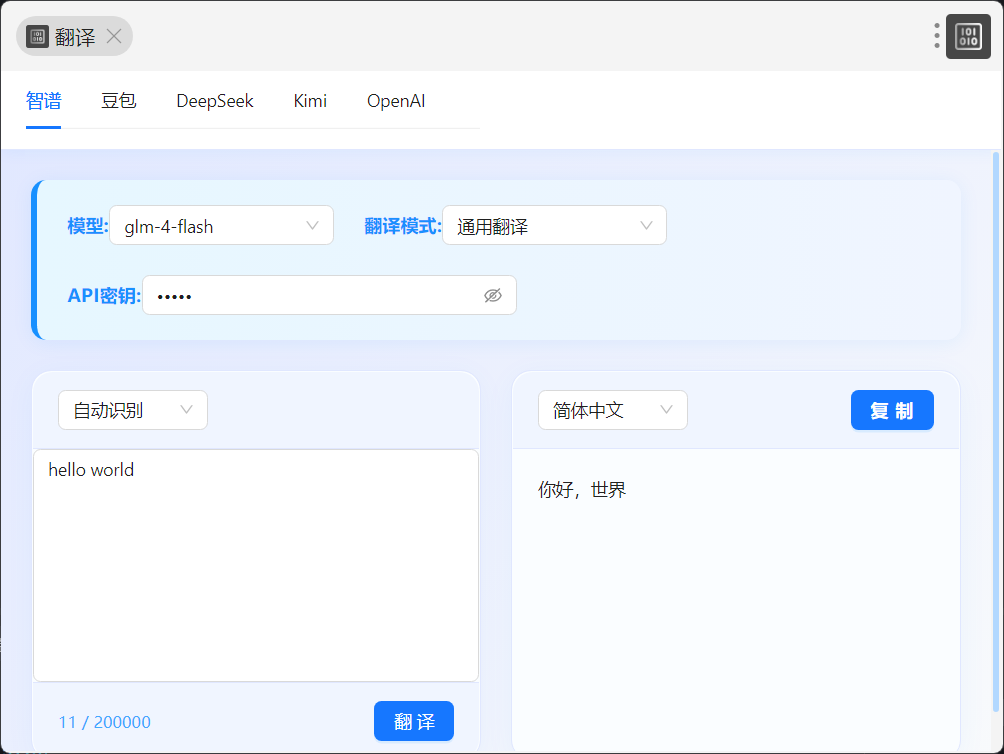 翻译
智谱 豆包 DeepSeek Kimi OpenAI
模型: glm-4-flash 翻译模式: 通用翻译
API密钥: •••••
自动识别
hello world
11 / 200000 翻 译
简体中文 复 制
你好，世界